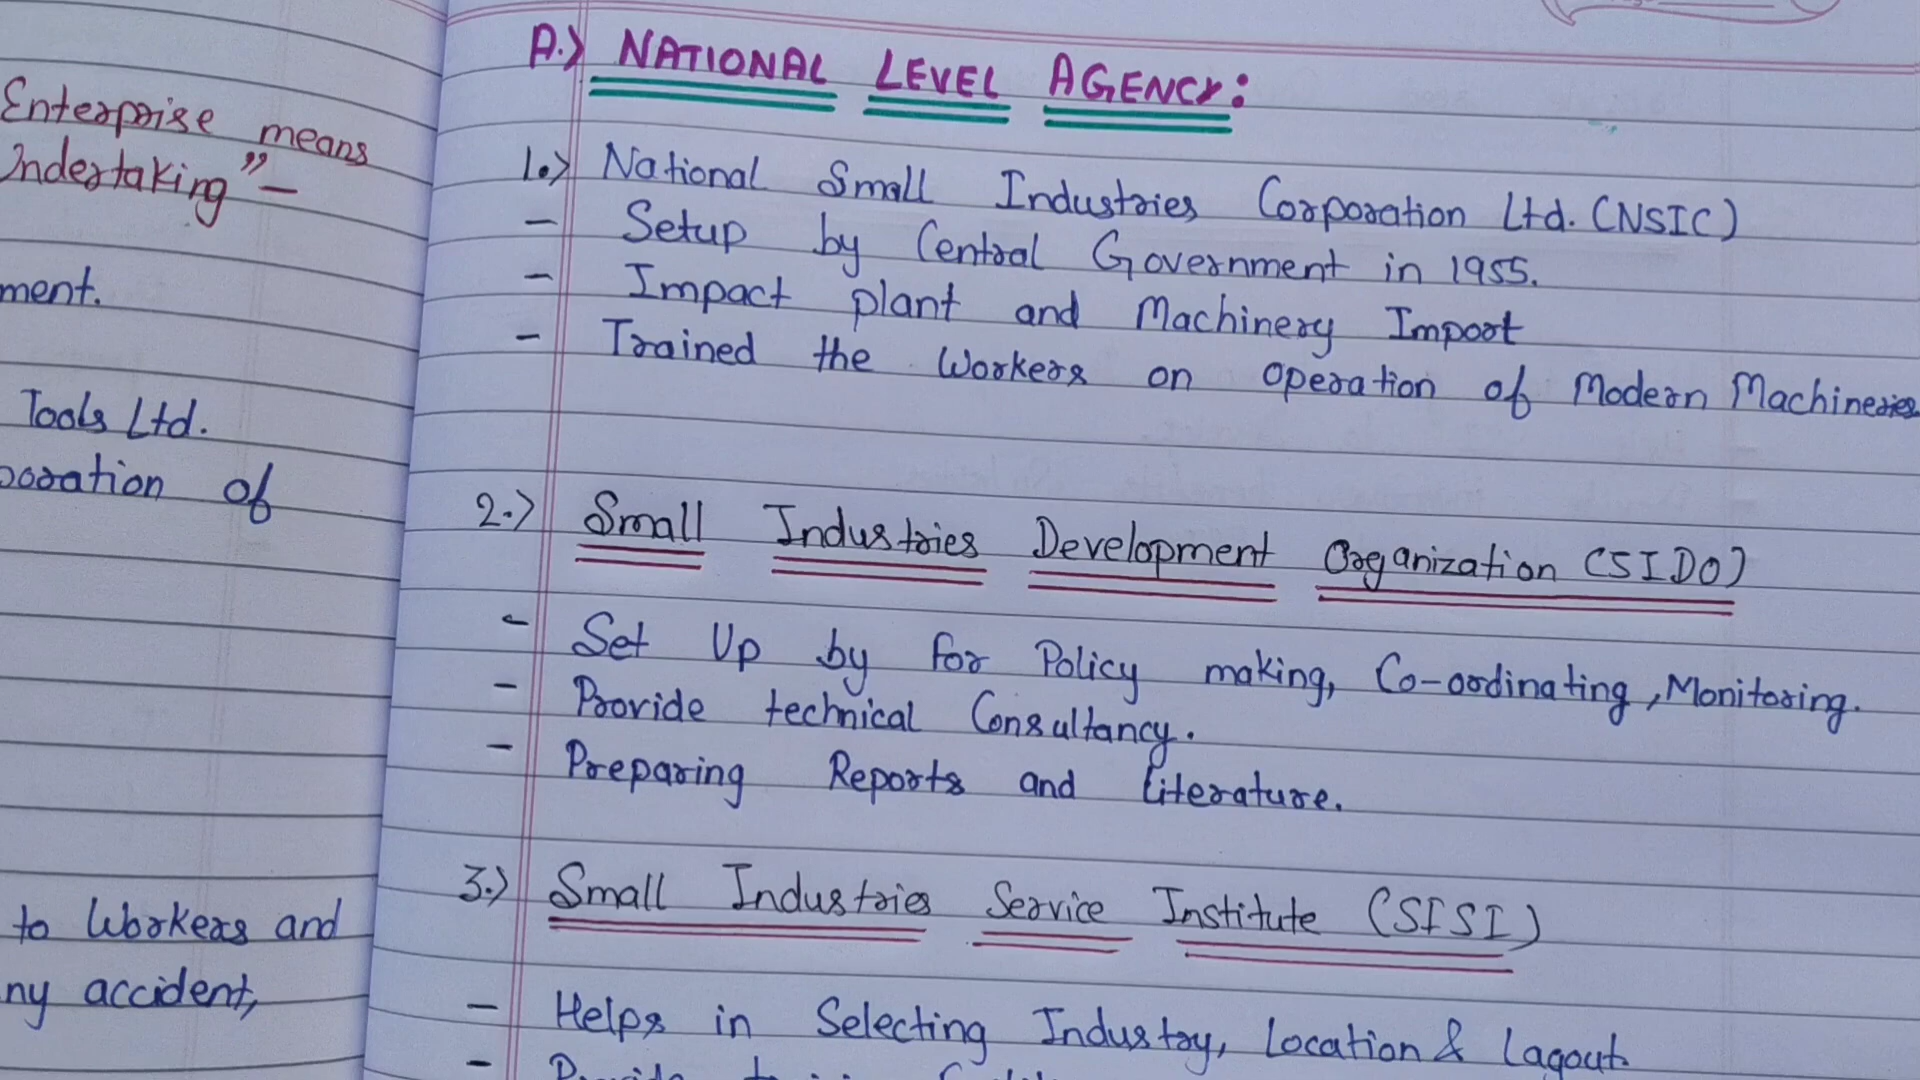 Enterprise means
Undertaking" –
ment.
Tools Ltd.
poration of
to Workers and
ny accident,
A.) NATIONAL LEVEL AGENCY:
1.) National Small Industries Corporation Ltd. (NSIC)
– Setup by Central Government in 1955.
– Impact plant and Machinery Import
– Trained the Workers on Operation of Modern Machineries
2.) Small Industries Development Organization (SIDO)
– Set Up by for Policy making, Co-ordinating, Monitoring.
– Provide technical Consultancy.
– Preparing Reports and literature.
3.) Small Industries Service Institute (SISI)
– Helps in Selecting Industry, Location & Lagout.
– Provide